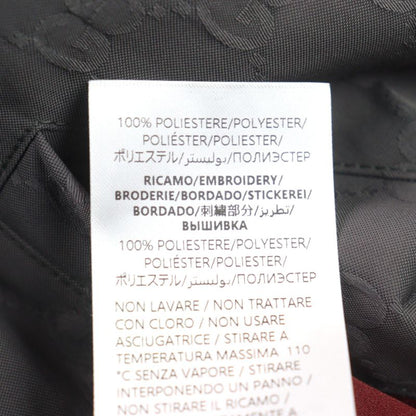 100% POLIESTERE/POLYESTER/
POLIÉSTER/POLIESTER/
ポリエステル/بوليستر/ПОЛИЭСТЕР
RICAMO/EMBROIDERY/
BRODERIE/BORDADO/STICKEREI/
BORDADO/刺繍部分/تطريز/
ВЫШИВКА
100% POLIESTERE/POLYESTER/
POLIÉSTER/POLIESTER/
ポリエステル/بوليستر/ПОЛИЭСТЕР
NON LAVARE / NON TRATTARE
CON CLORO / NON USARE
ASCIUGATRICE / STIRARE A
TEMPERATURA MASSIMA 110
°C SENZA VAPORE / STIRARE
INTERPONENDO UN PANNO /
NON STIRARE IL RICAMO /